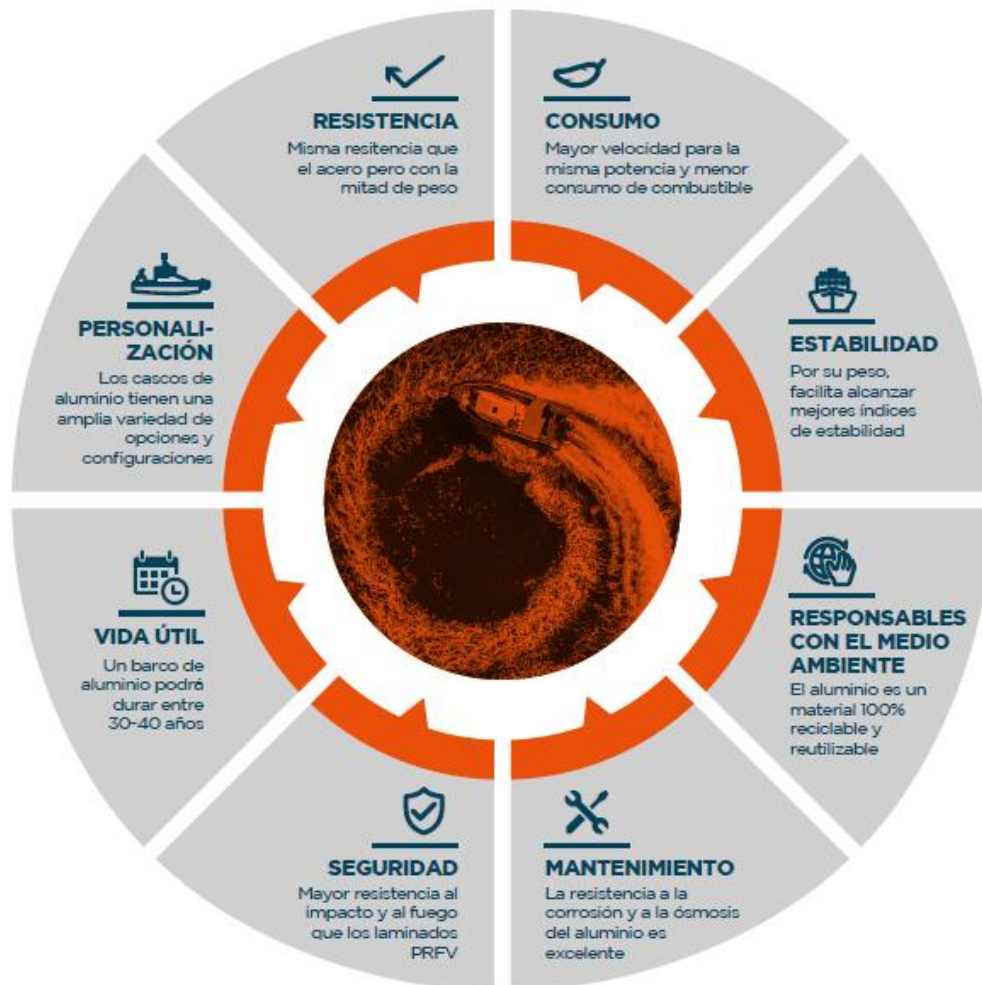 RESISTENCIA
Misma resitencia que
el acero pero con la
mitad de peso
CONSUMO
Mayor velocidad para la
misma potencia y menor
consumo de combustible
ESTABILIDAD
Por su peso,
facilita alcanzar
mejores índices
de estabilidad
RESPONSABLES
CON EL MEDIO
AMBIENTE
El aluminio es un
material 100%
reciclable y
reutilizable
MANTENIMIENTO
La resistencia a la
corrosión y a la ósmosis
del aluminio es
excelente
SEGURIDAD
Mayor resistencia al
impacto y al fuego
que los laminados
PRFV
VIDA ÚTIL
Un barco de
aluminio podrá
durar entre
30-40 años
PERSONALI-
ZACIÓN
Los cascos de
aluminio tienen una
amplia variedad de
opciones y
configuraciones